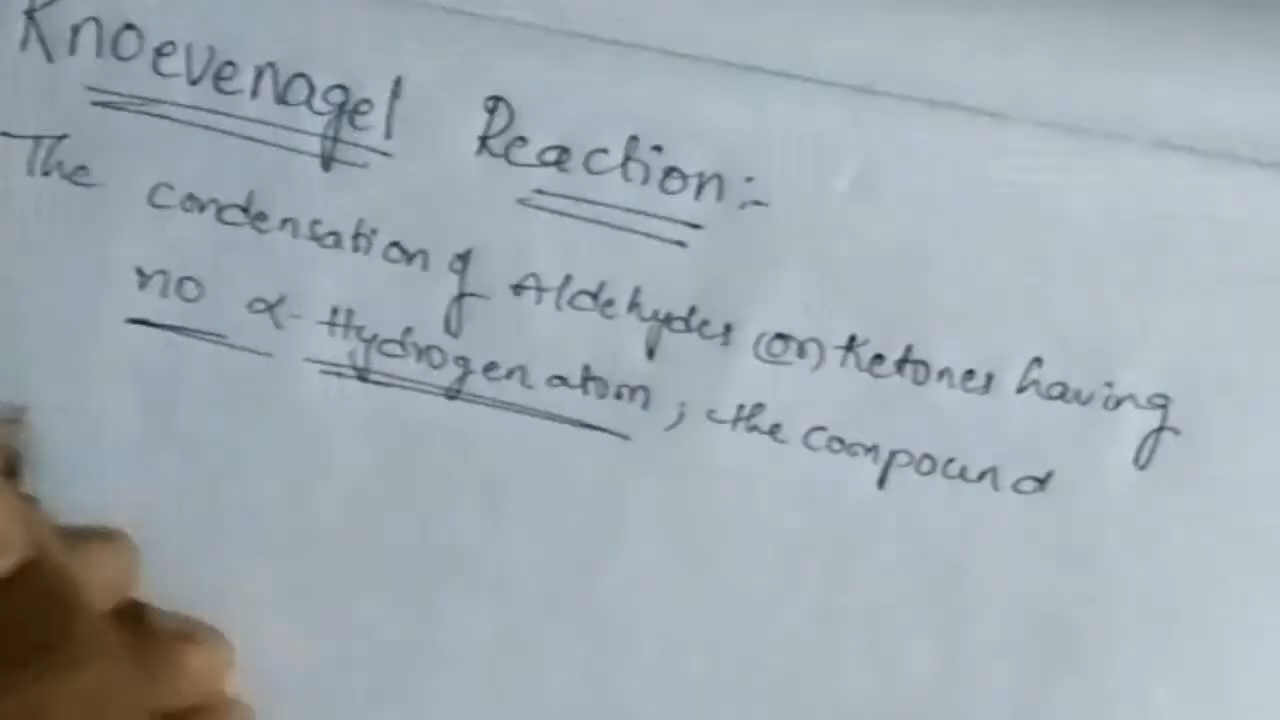 Knoevenagel Reaction:-
The condensation of Aldehydes (or) Ketones having
no α-Hydrogen atom, the compound